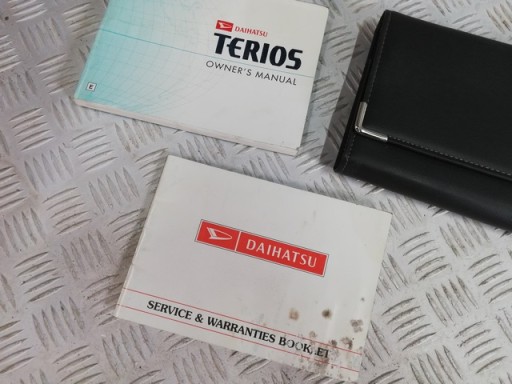 DAIHATSU
TERIOS
OWNER'S MANUAL
E
DAIHATSU
SERVICE & WARRANTIES BOOKLET